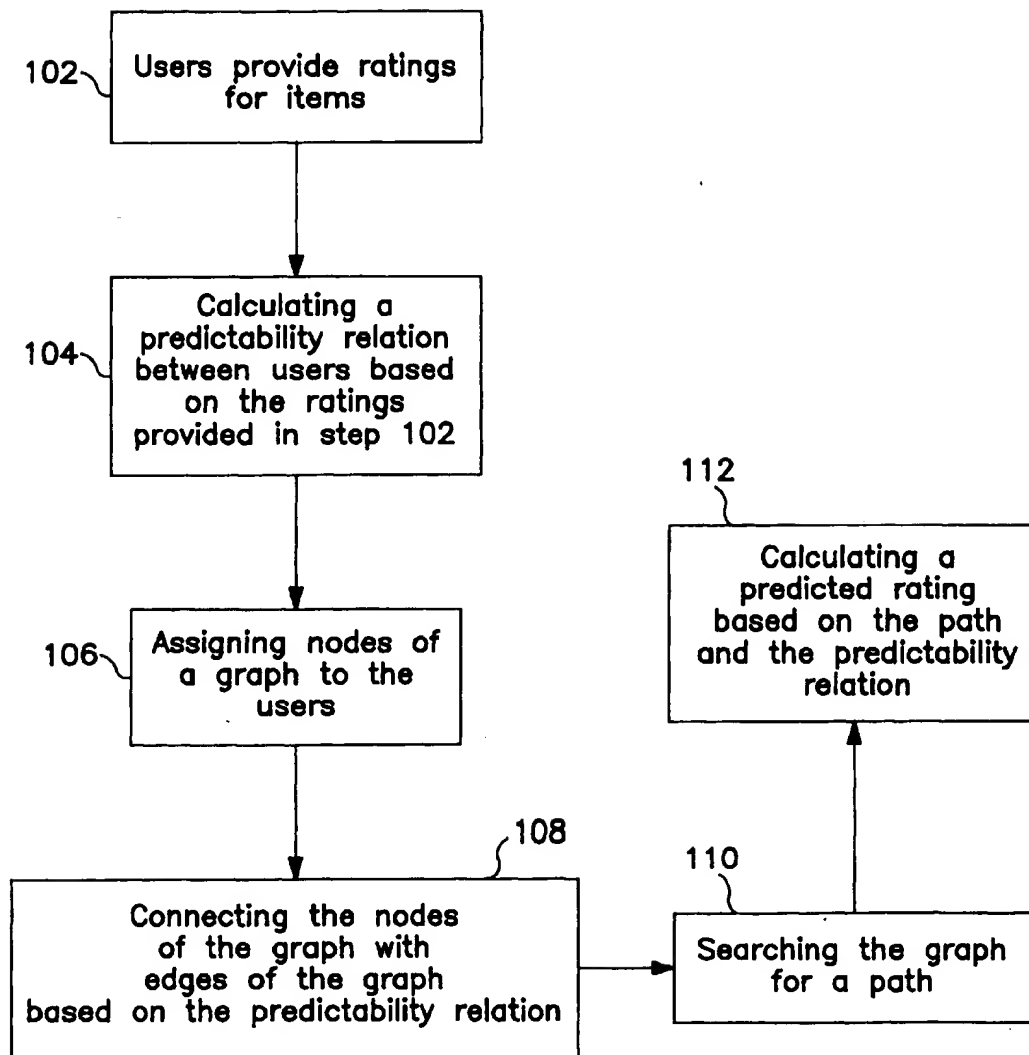 102
Users provide ratings
for items
104
Calculating a
predictability relation
between users based
on the ratings
provided in step 102
106
Assigning nodes of
a graph to the
users
108
Connecting the nodes
of the graph with
edges of the graph
based on the predictability relation
110
Searching the graph
for a path
112
Calculating a
predicted rating
based on the path
and the predictability
relation